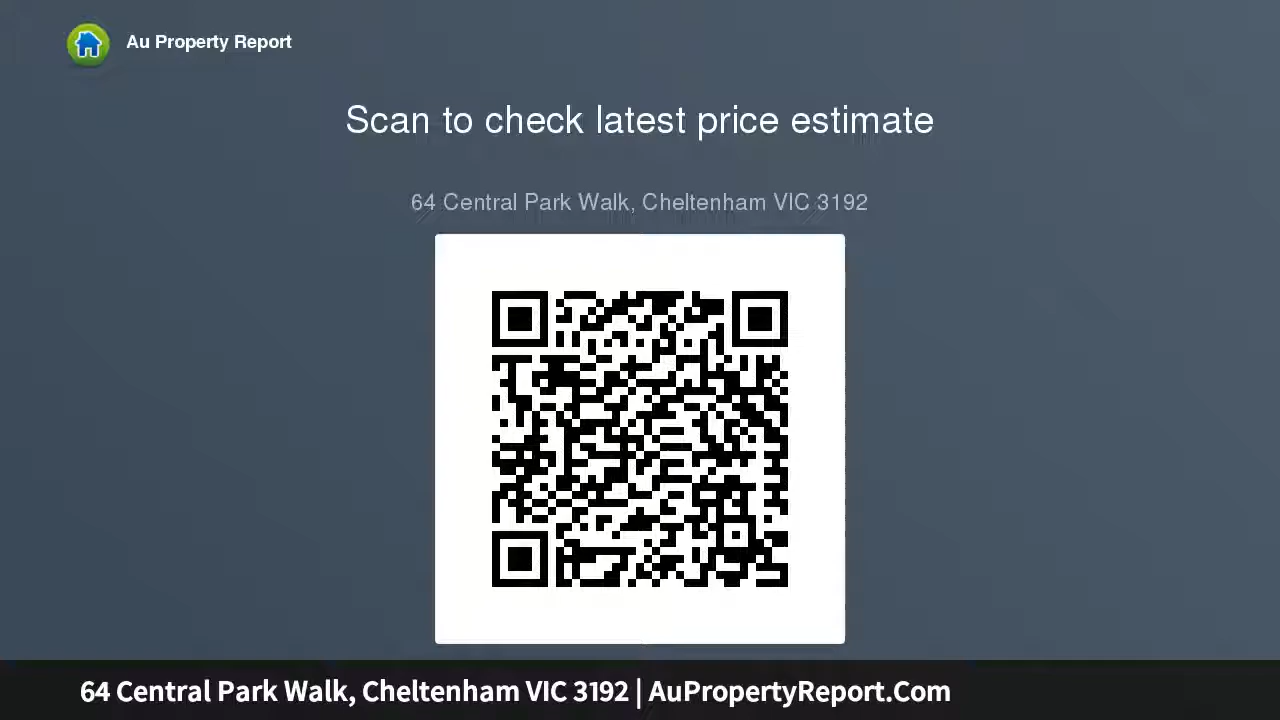 Au Property Report
Scan to check latest price estimate
64 Central Park Walk, Cheltenham VIC 3192
64 Central Park Walk, Cheltenham VIC 3192 | AuPropertyReport.Com